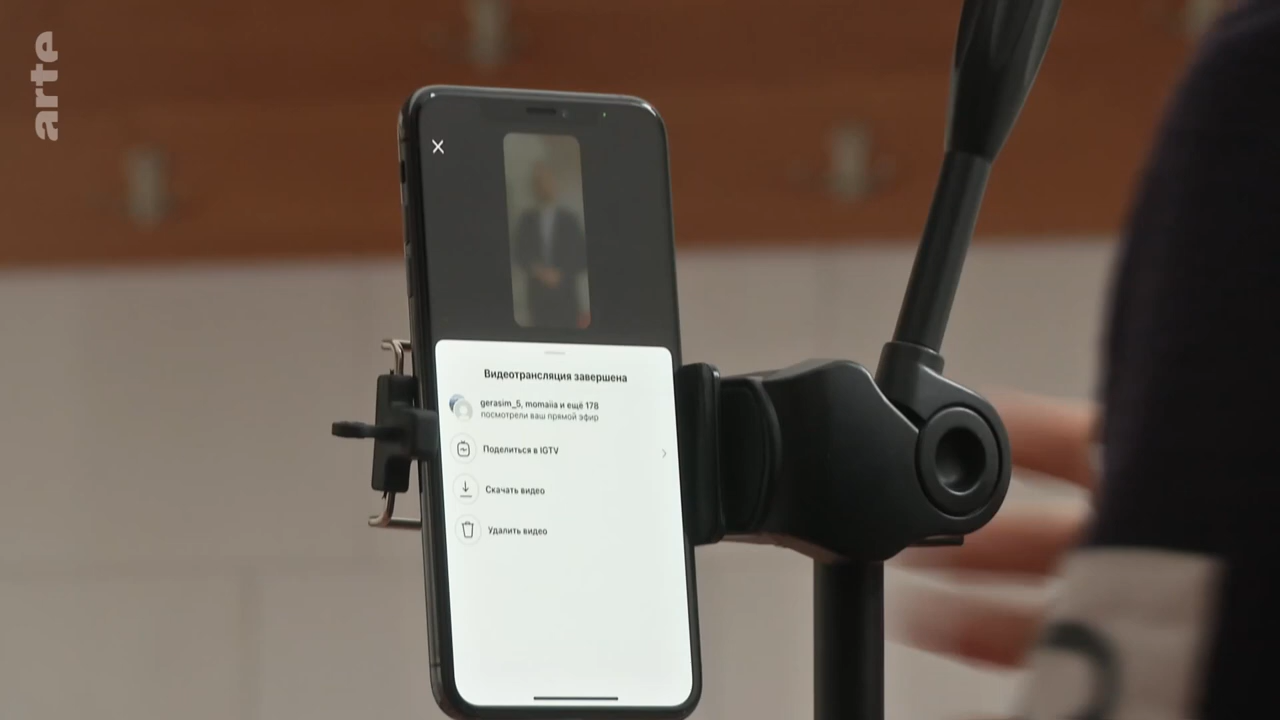 arte
Видеотрансляция завершена
gerasim_5, momaiia и ещё 178
посмотрели ваш прямой эфир
Поделиться в IGTV
Скачать видео
Удалить видео